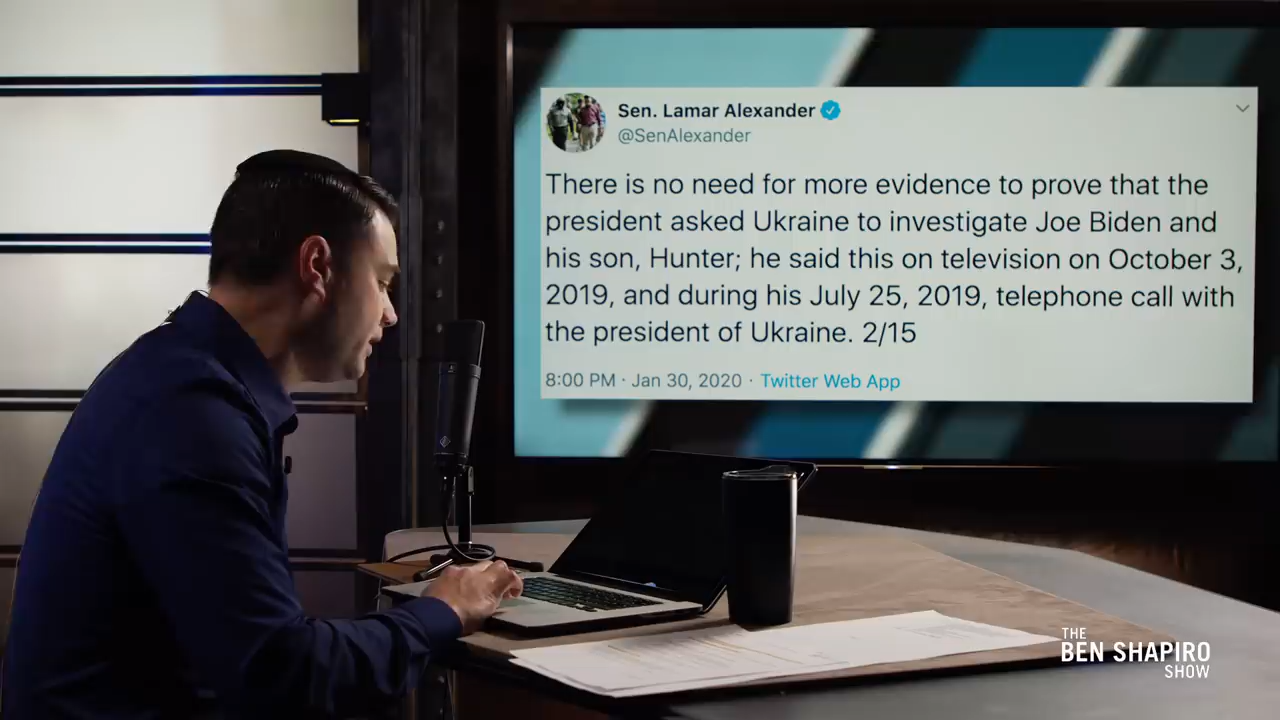 Sen. Lamar Alexander
@SenAlexander
There is no need for more evidence to prove that the
president asked Ukraine to investigate Joe Biden and
his son, Hunter; he said this on television on October 3,
2019, and during his July 25, 2019, telephone call with
the president of Ukraine. 2/15
8:00 PM · Jan 30, 2020 · Twitter Web App
THE
BEN SHAPIRO
SHOW